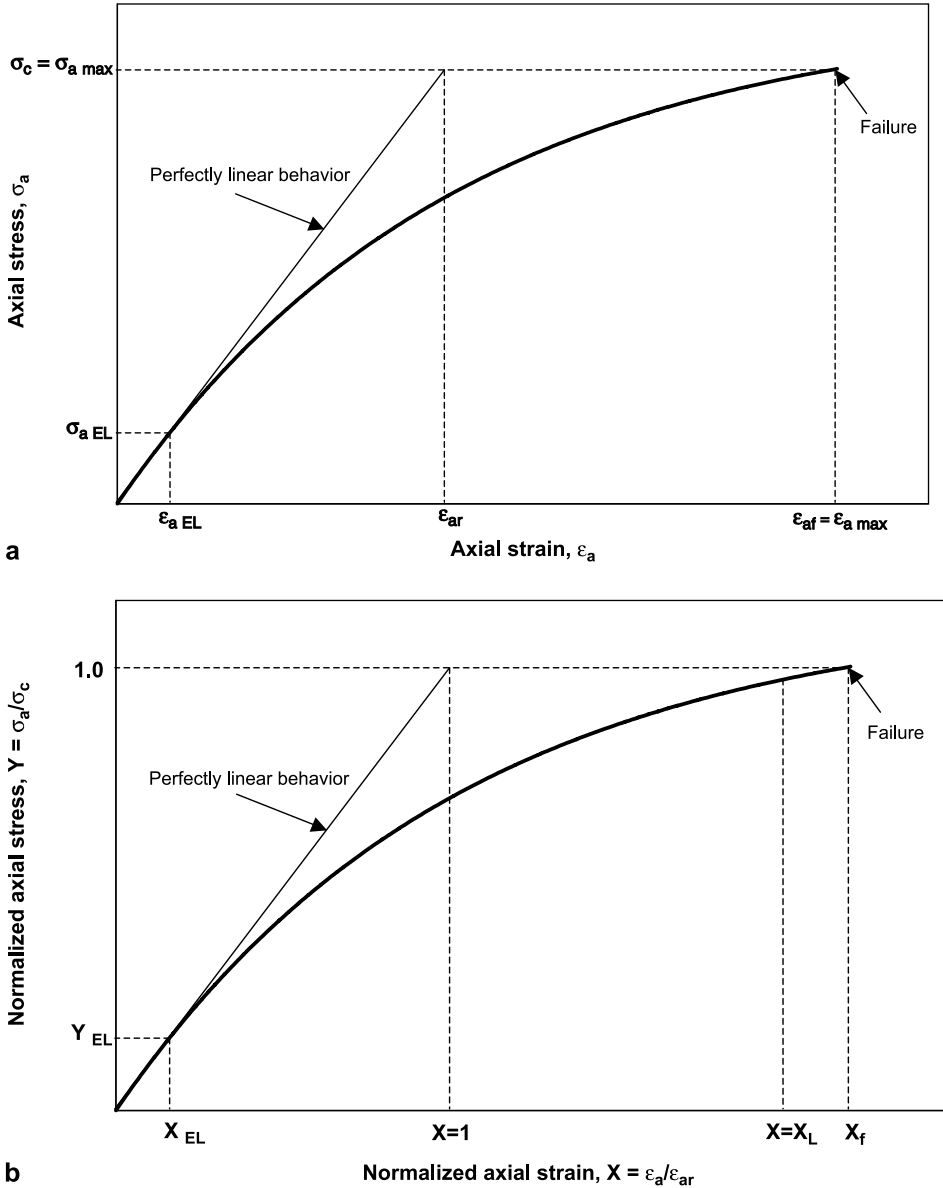 σc = σa max
Failure
Perfectly linear behavior
Axial stress, σa
σa EL
εa EL
εar
εaf = εa max
a
Axial strain, εa
1.0
Failure
Perfectly linear behavior
Normalized axial stress, Y = σa/σc
Y EL
X EL
X=1
X=XL
Xf
b
Normalized axial strain, X = εa/εar